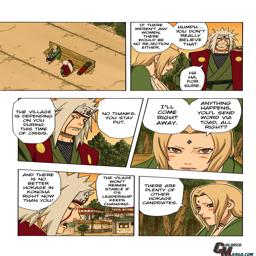 IF THERE
WEREN'T ANY
WOMEN,
THERE
WOULD BE
NO REJECTION
EITHER.
HUMPH...
YOU DON'T
REALLY
BELIEVE
THAT.
HA
HA,
FOR
SURE.
THE VILLAGE
IS DEPENDING
ON YOU
DURING
THIS TIME
OF CRISIS.
NO THANKS.
YOU STAY
PUT.
I'LL
COME
RIGHT
AWAY.
ANYTHING
HAPPENS,
YOU'LL SEND
WORD VIA
TOAD, ALL
RIGHT?
AND THERE
IS NO
BETTER
HOKAGE IN
KONOHA
RIGHT NOW
THAN YOU.
THE VILLAGE
WON'T
REMAIN
STABLE IF
ITS
LEADERSHIP
KEEPS
CHANGING.
THERE ARE
PLENTY OF
OTHER
HOKAGE
CANDIDATES.
COLORED
MANGA.COM